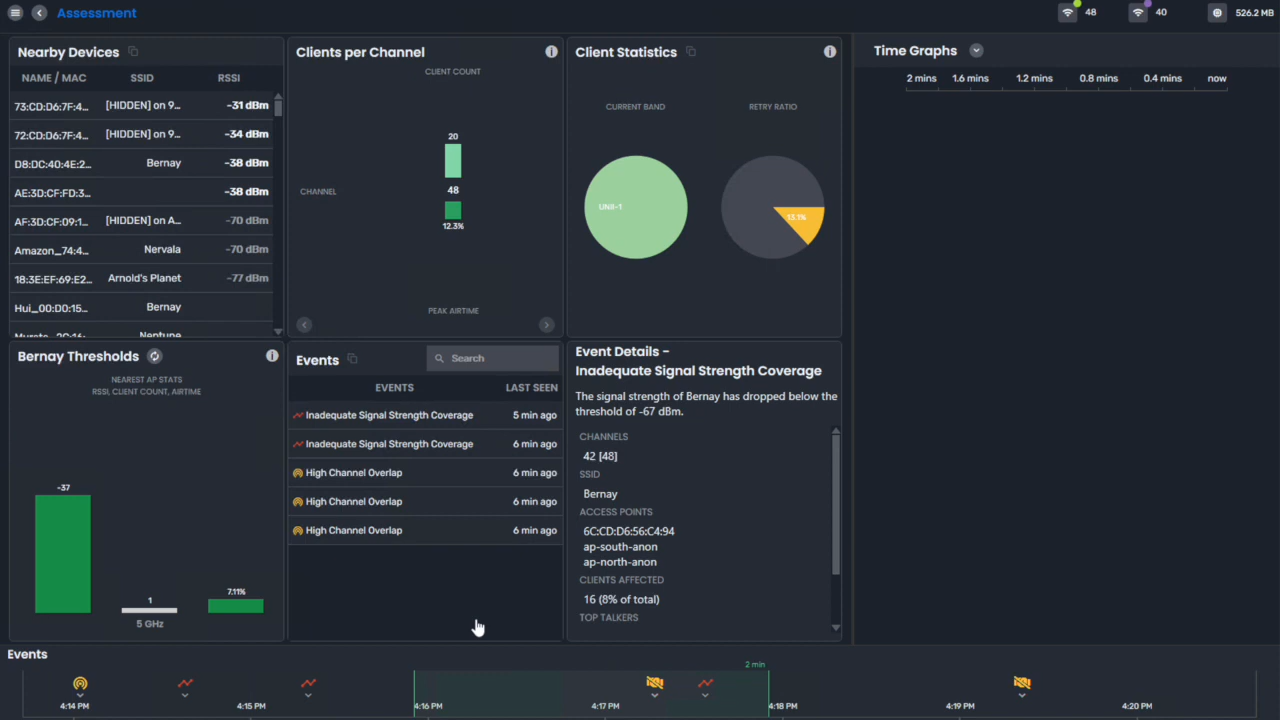 Assessment
48
40
526.2 MB
Nearby Devices
NAME / MAC SSID RSSI
73:CD:D6:7F:4... [HIDDEN] on 9... -31 dBm
72:CD:D6:7F:4... [HIDDEN] on 9... -34 dBm
D8:DC:40:4E:2... Bernay -38 dBm
AE:3D:CF:FD:3... -38 dBm
AF:3D:CF:09:1... [HIDDEN] on A... -70 dBm
Amazon_74:4... Nervala -70 dBm
18:3E:EF:69:E2... Arnold's Planet -77 dBm
Hui_00:D0:15... Bernay
Neptune
Clients per Channel
CLIENT COUNT
20
CHANNEL
48
12.3%
PEAK AIRTIME
Client Statistics
CURRENT BAND
UNII-1
RETRY RATIO
13.1%
Time Graphs
2 mins 1.6 mins 1.2 mins 0.8 mins 0.4 mins now
Bernay Thresholds
NEAREST AP STATS
RSSI, CLIENT COUNT, AIRTIME
-37
1
7.11%
5 GHz
Events
Search
EVENTS LAST SEEN
Inadequate Signal Strength Coverage 5 min ago
Inadequate Signal Strength Coverage 6 min ago
High Channel Overlap 6 min ago
High Channel Overlap 6 min ago
High Channel Overlap 6 min ago
Event Details -
Inadequate Signal Strength Coverage
The signal strength of Bernay has dropped below the
threshold of -67 dBm.
CHANNELS
42 [48]
SSID
Bernay
ACCESS POINTS
6C:CD:D6:56:C4:94
ap-south-anon
ap-north-anon
CLIENTS AFFECTED
16 (8% of total)
TOP TALKERS
Events
2 min
4:14 PM 4:15 PM 4:16 PM 4:17 PM 4:18 PM 4:19 PM 4:20 PM